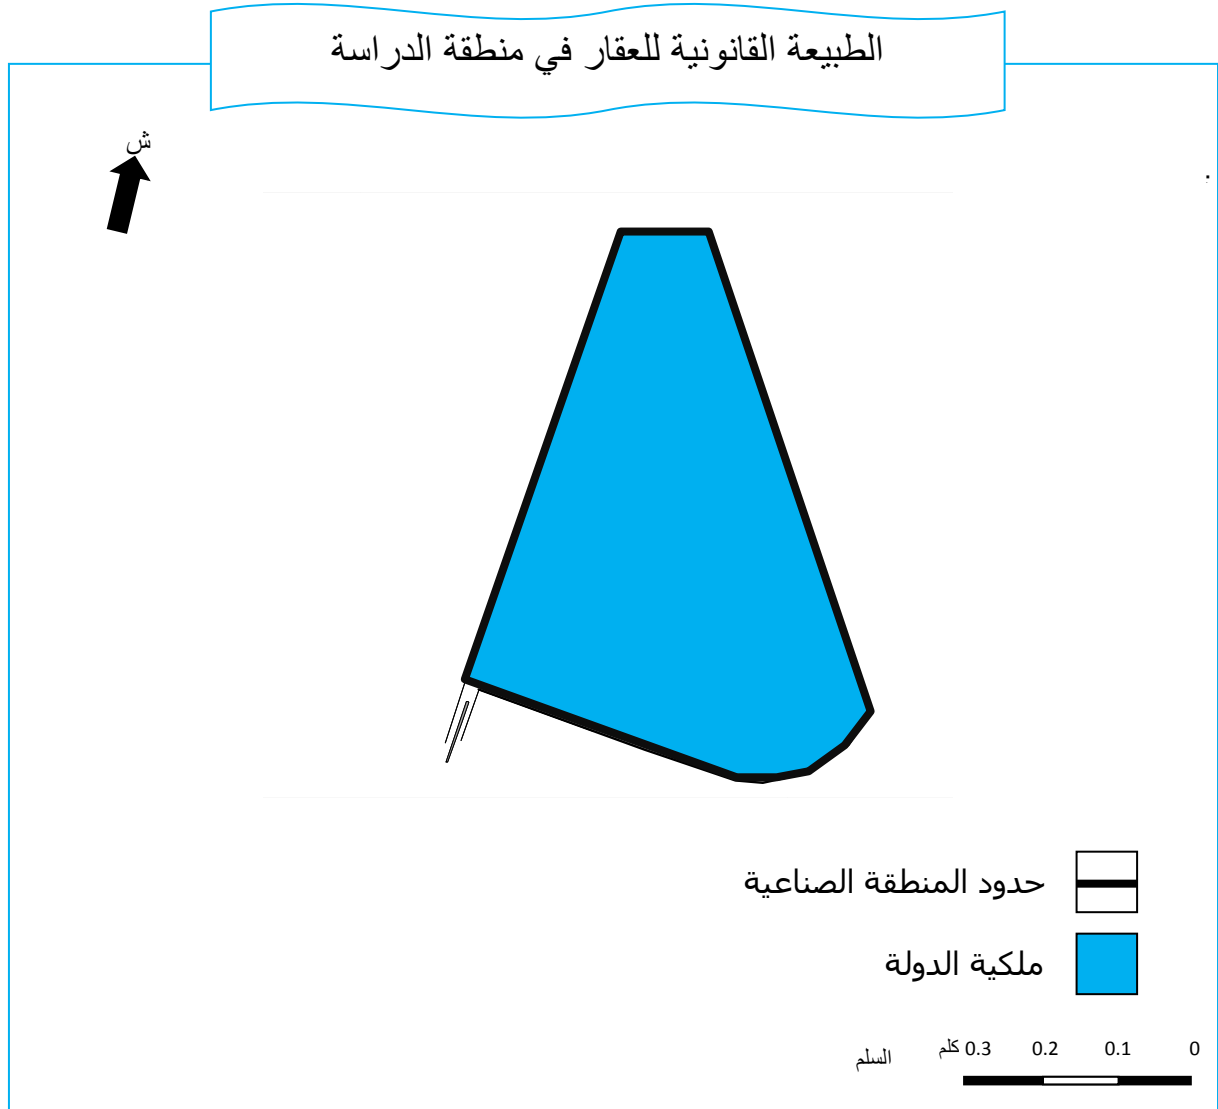 الطبيعة القانونية للعقار في منطقة الدراسة
ش
حدود المنطقة الصناعية
ملكية الدولة
السلم
0.3 كلم 0.2 0.1 0